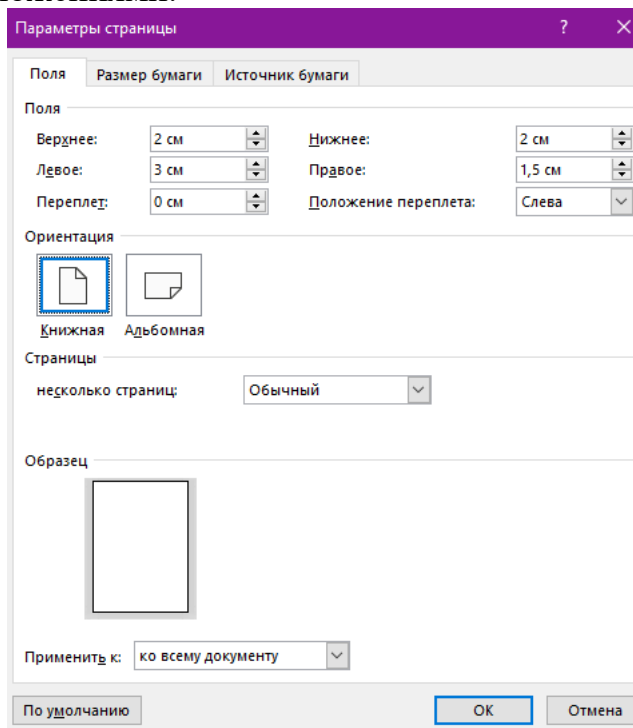 Параметры страницы ?
Поля Размер бумаги Источник бумаги
Поля
Верхнее: 2 см Нижнее: 2 см
Левое: 3 см Правое: 1,5 см
Переплет: 0 см Положение переплета: Слева
Ориентация
Книжная Альбомная
Страницы
несколько страниц: Обычный
Образец
Применить к: ко всему документу
По умолчанию ОК Отмена